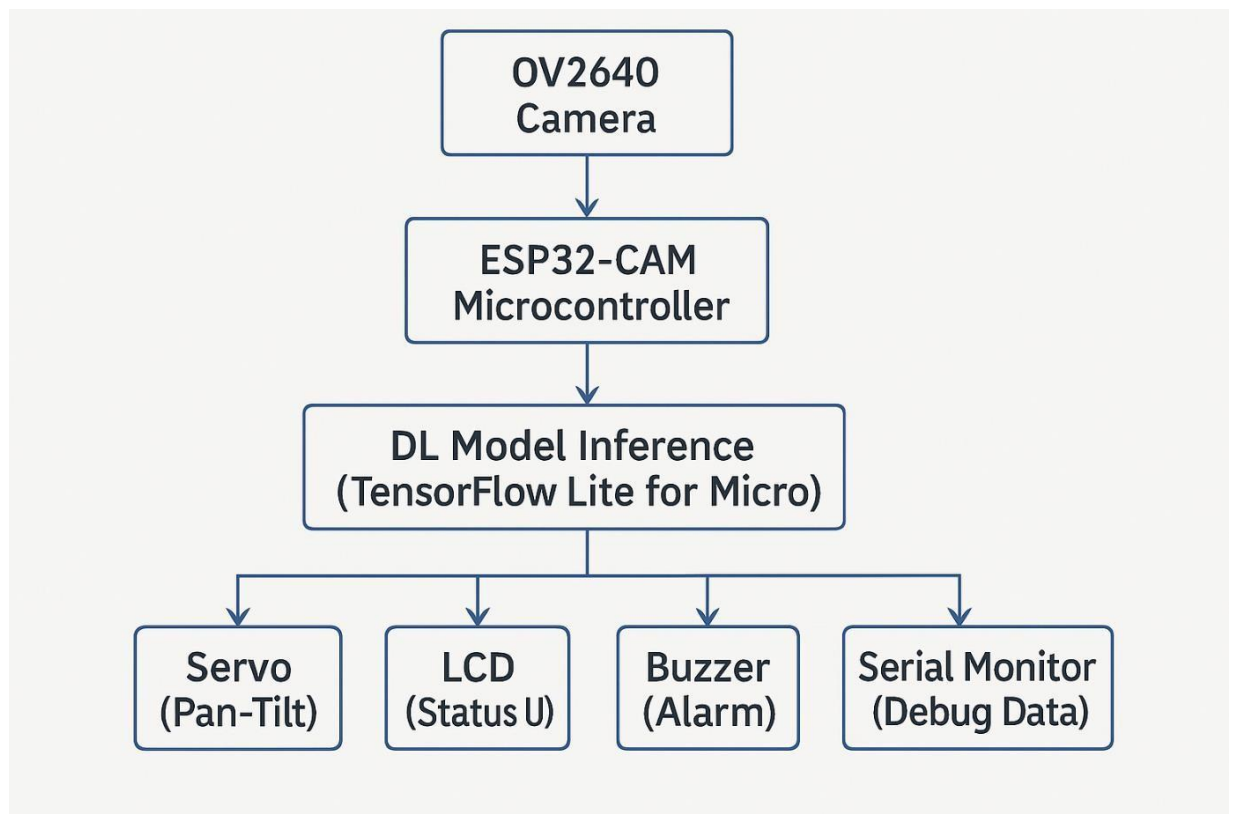 OV2640
Camera
ESP32-CAM
Microcontroller
DL Model Inference
(TensorFlow Lite for Micro)
Servo
(Pan-Tilt)
LCD
(Status U)
Buzzer
(Alarm)
Serial Monitor
(Debug Data)